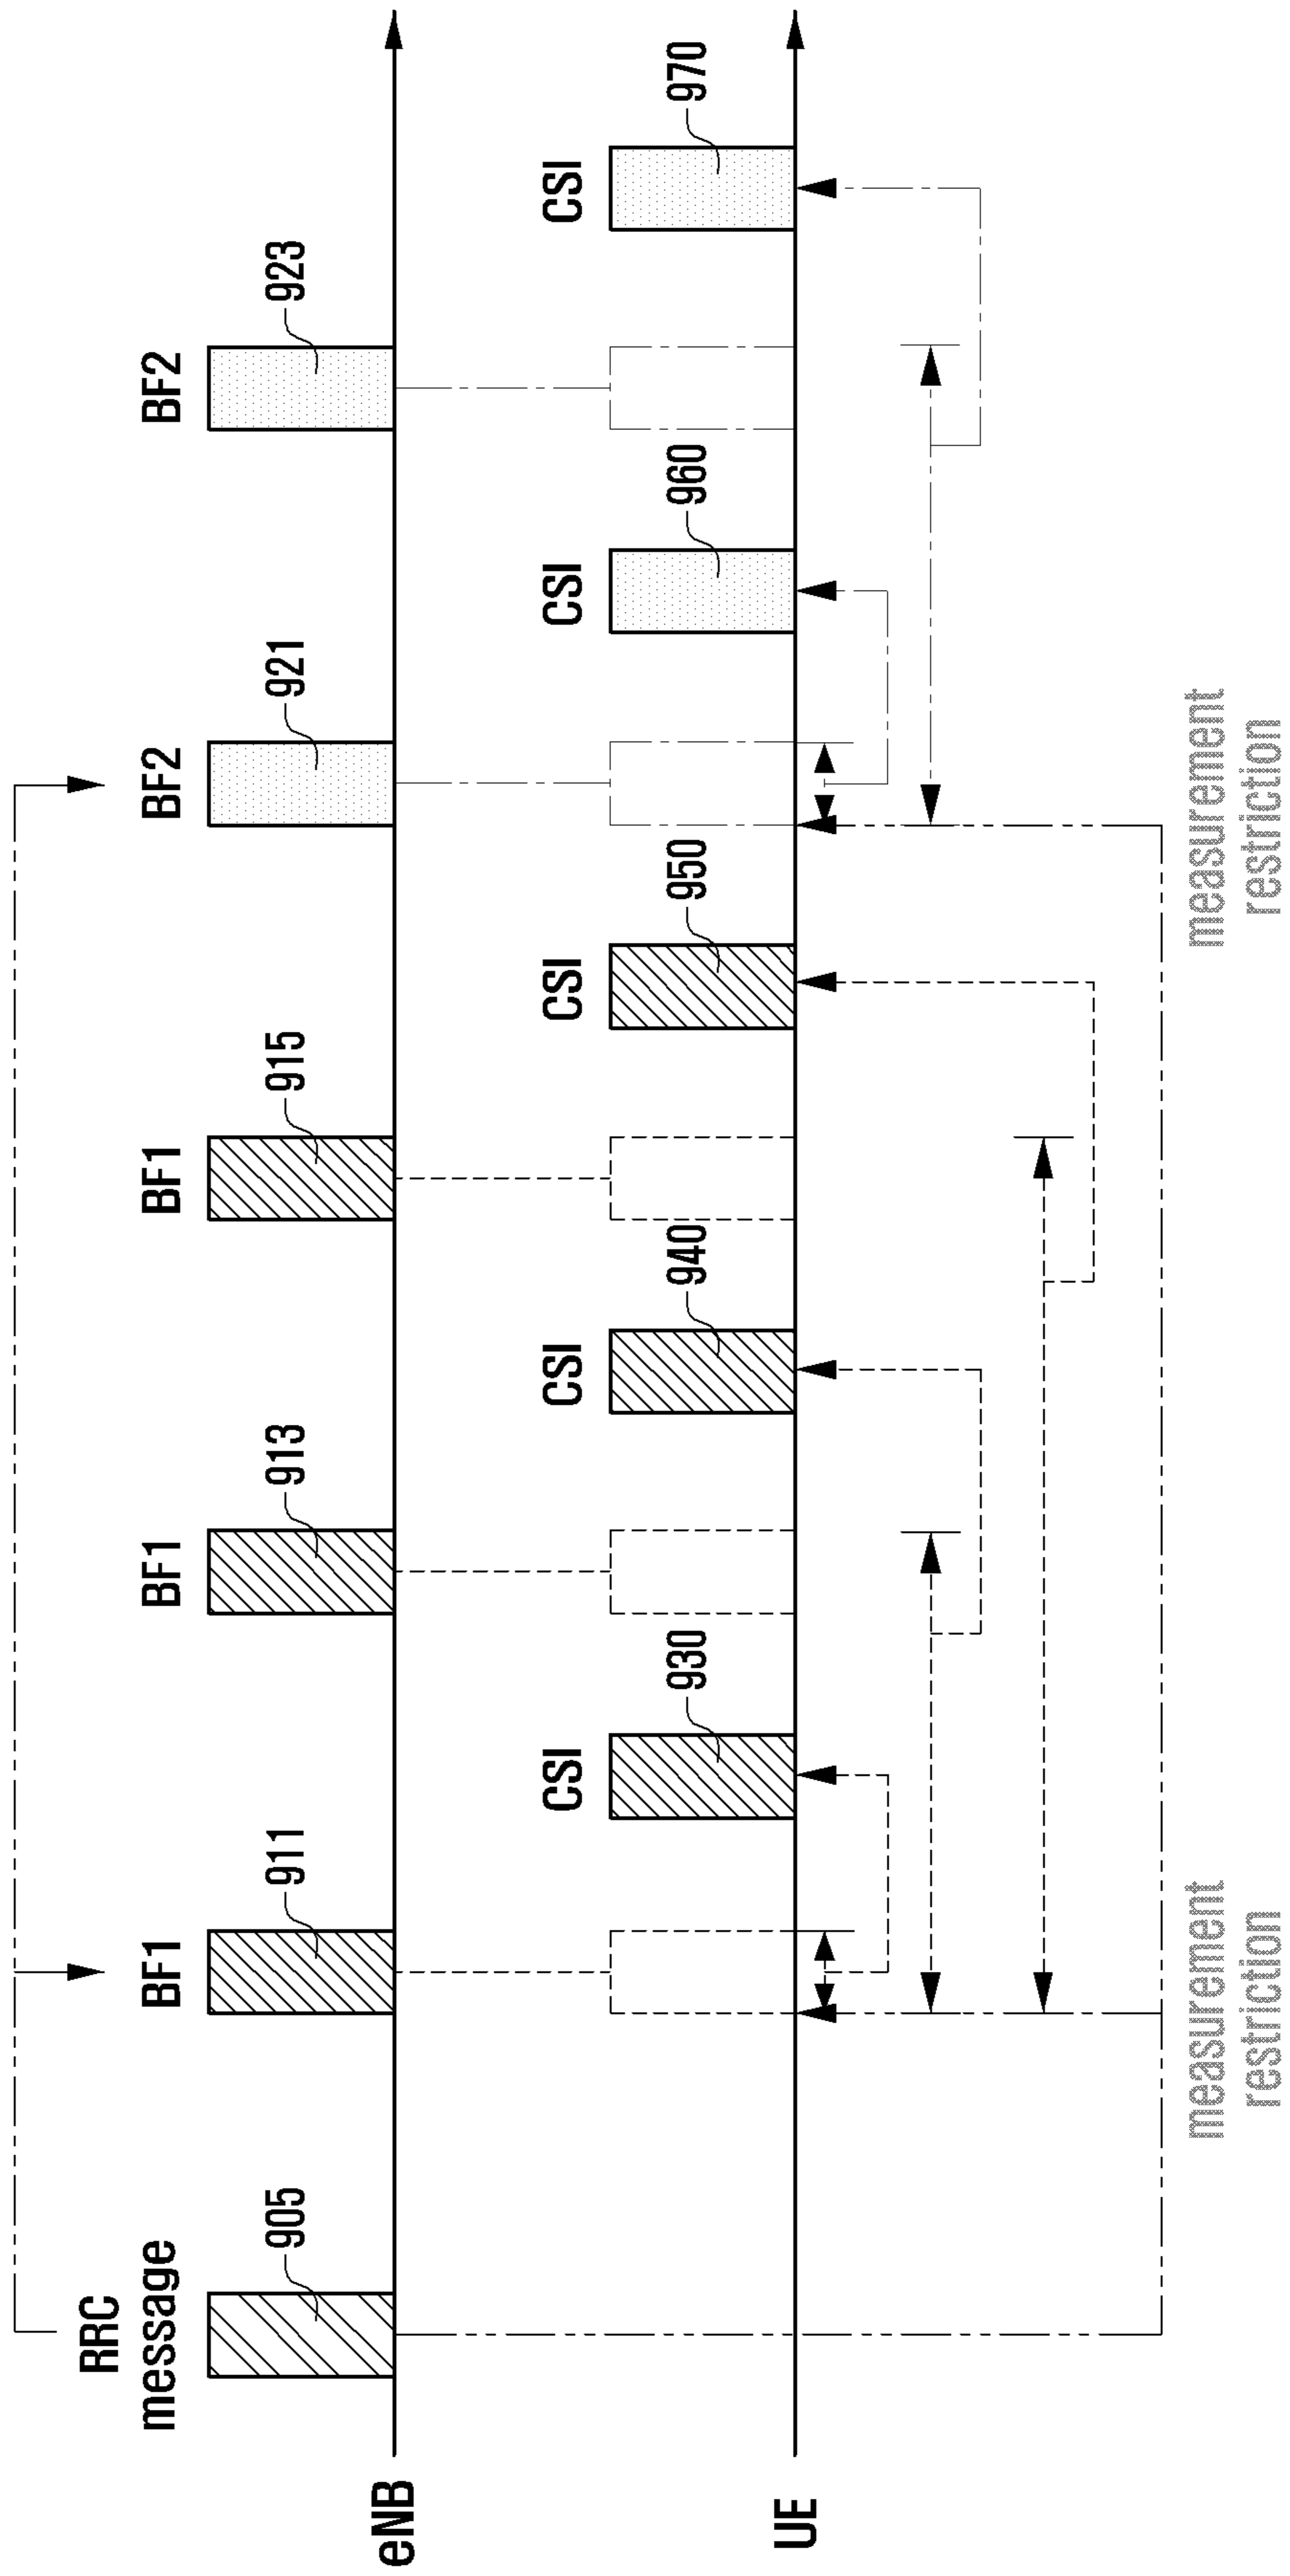 RRC
message
BF1
BF1
BF1
BF2
BF2
905
911
913
915
921
923
eNB
CSI
CSI
CSI
CSI
CSI
930
940
950
960
970
UE
measurement
restriction
measurement
restriction